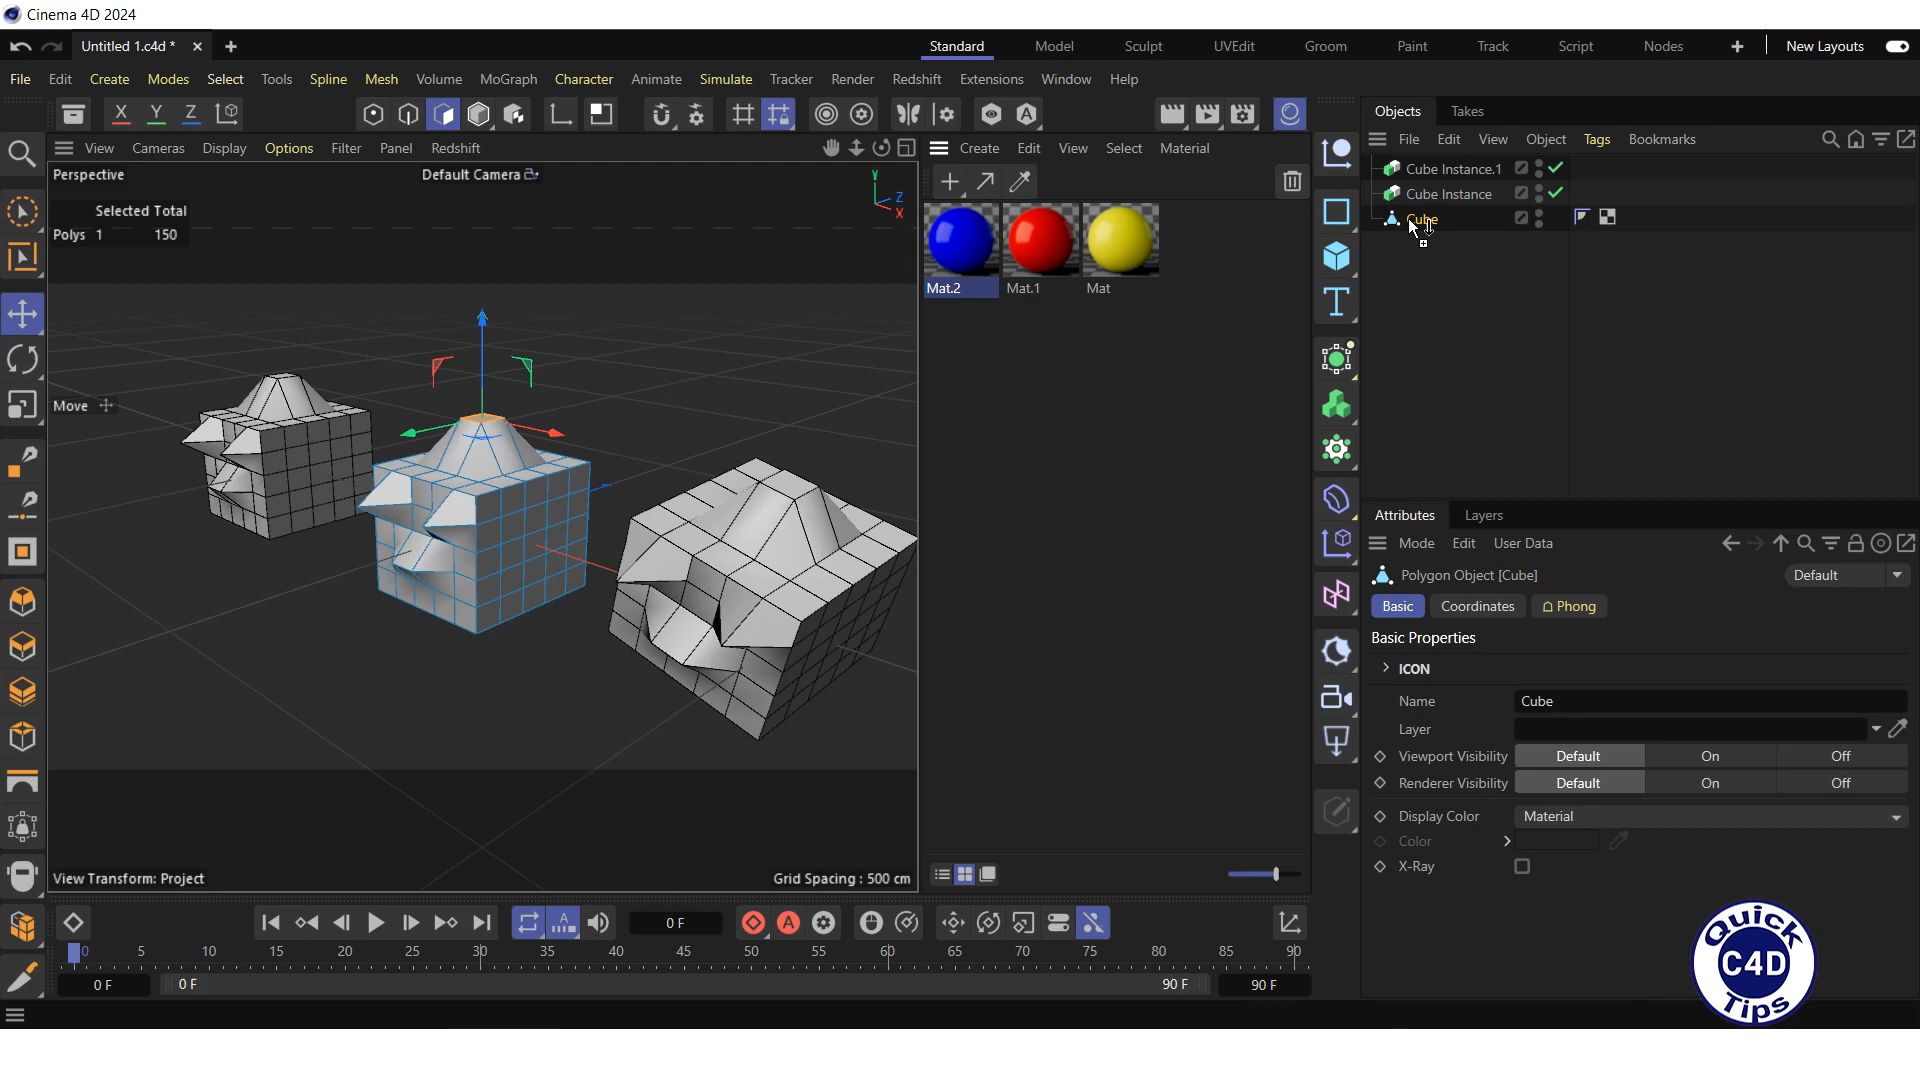 Cinema 4D 2024
Untitled 1.c4d *
Standard Model Sculpt UVEdit Groom Paint Track Script Nodes New Layouts
File Edit Create Modes Select Tools Spline Mesh Volume MoGraph Character Animate Simulate Tracker Render Redshift Extensions Window Help
X Y Z
A
Objects Takes
File Edit View Object Tags Bookmarks
View Cameras Display Options Filter Panel Redshift
Create Edit View Select Material
Perspective
Default Camera
Y
Z
X
Selected Total
Polys 1 150
Move
View Transform: Project
Grid Spacing : 500 cm
Mat.2 Mat.1 Mat
T
Cube Instance.1
Cube Instance
Cube
Attributes Layers
Mode Edit User Data
Polygon Object [Cube]
Default
Basic Coordinates Phong
Basic Properties
ICON
Name Cube
Layer
Viewport Visibility Default On Off
Renderer Visibility Default On Off
Display Color Material
Color
X-Ray
0 F
A
A
0 5 10 15 20 25 30 35 40 45 50 55 60 65 70 75 80 85 90
0 F 0 F 90 F 90 F
Quick
C4D
Tips